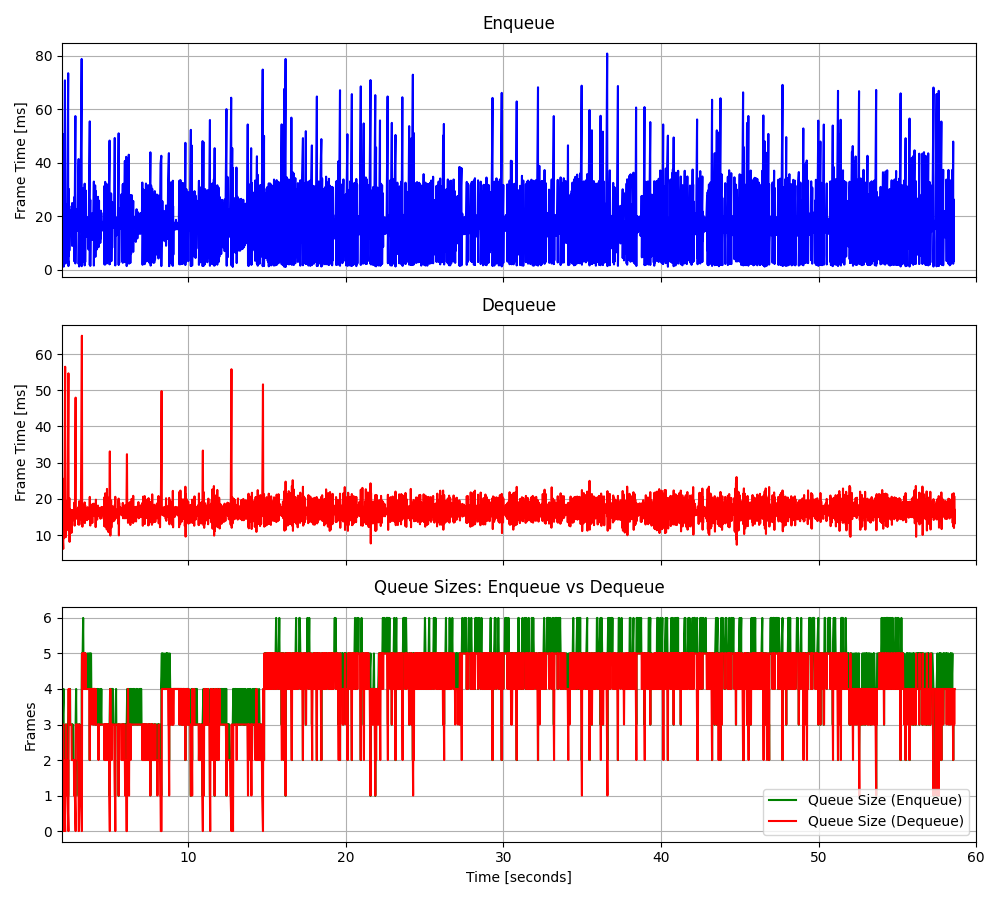 Enqueue
Frame Time [ms]
80
60
40
20
0
Dequeue
Frame Time [ms]
60
50
40
30
20
10
Queue Sizes: Enqueue vs Dequeue
Frames
6
5
4
3
2
1
0
Queue Size (Enqueue)
Queue Size (Dequeue)
10 20 30 40 50 60
Time [seconds]